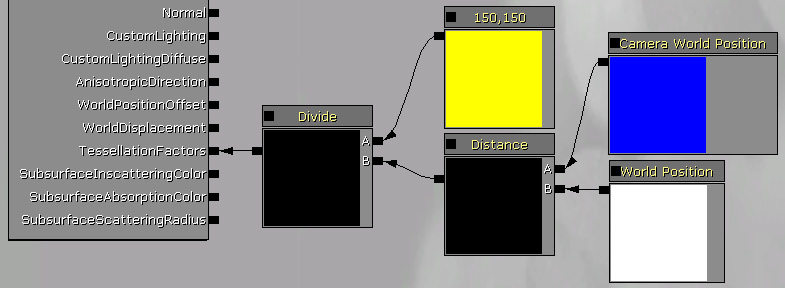 Normal
CustomLighting
CustomLightingDiffuse
AnisotropicDirection
WorldPositionOffset
WorldDisplacement
TessellationFactors
SubsurfaceInscatteringColor
SubsurfaceAbsorptionColor
SubsurfaceScatteringRadius
Divide
A
B
150,150
Distance
A
B
Camera World Position
World Position